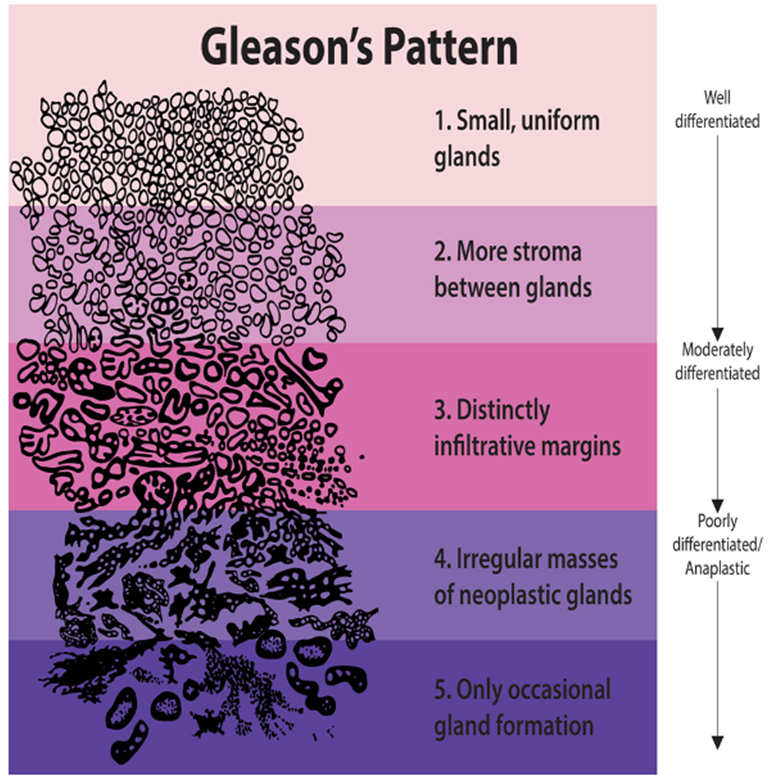 Gleason's Pattern
1. Small, uniform
glands
2. More stroma
between glands
3. Distinctly
infiltrative margins
4. Irregular masses
of neoplastic glands
5. Only occasional
gland formation
Well
differentiated
Moderately
differentiated
Poorly
differentiated/
Anaplastic